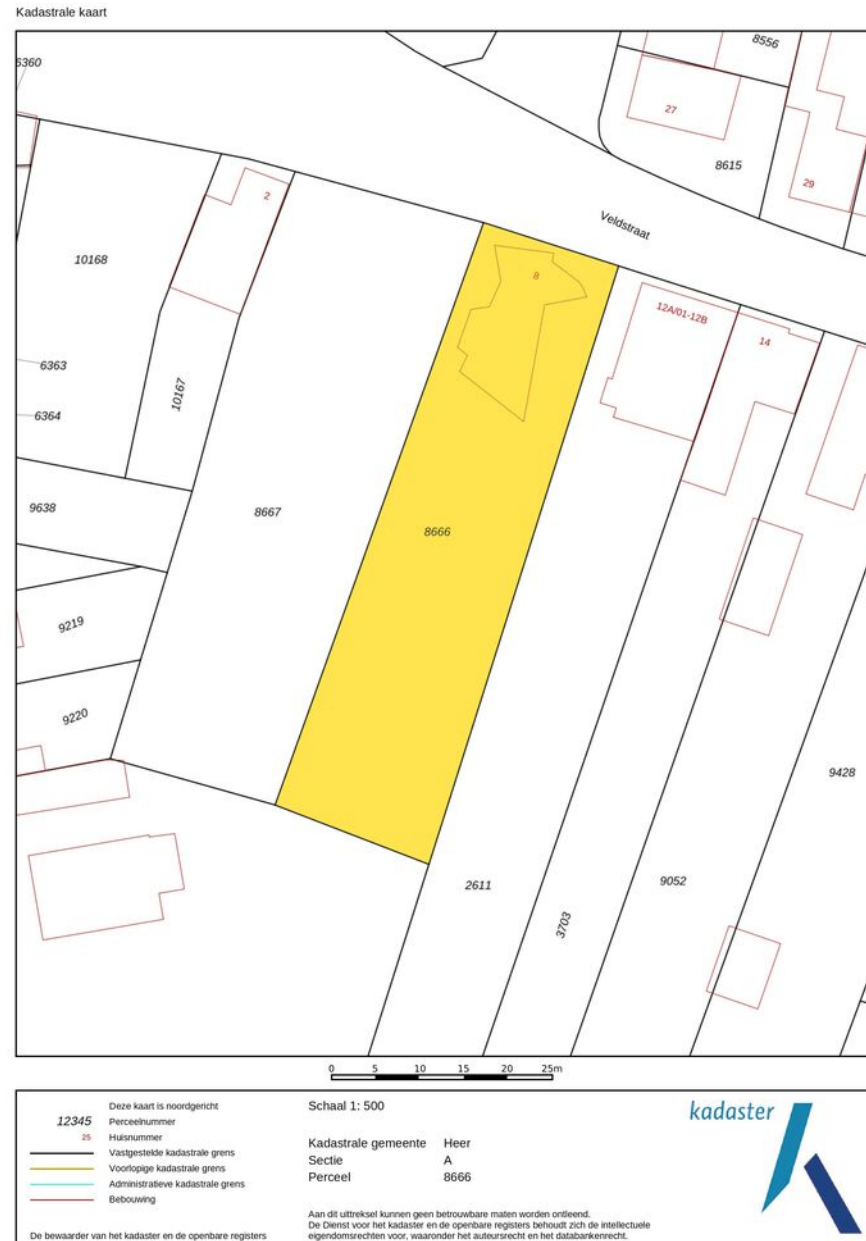 Kadastrale kaart
6360
8556
27
8615
29
2
Veldstraat
10168
8
12A/01-12B
14
6363
10167
6364
9638
8667
8666
9219
9220
9428
2611
9052
3703
0 5 10 15 20 25m
Deze kaart is noordgericht
12345 Perceelnummer
25 Huisnummer
Vastgestelde kadastrale grens
Voorlopige kadastrale grens
Administratieve kadastrale grens
Bebouwing
De bewaarder van het kadaster en de openbare registers
Schaal 1: 500
Kadastrale gemeente Heer
Sectie A
Perceel 8666
Aan dit uittreksel kunnen geen betrouwbare maten worden ontleend.
De Dienst voor het kadaster en de openbare registers behoudt zich de intellectuele
eigendomsrechten voor, waaronder het auteursrecht en het databankenrecht.
kadaster